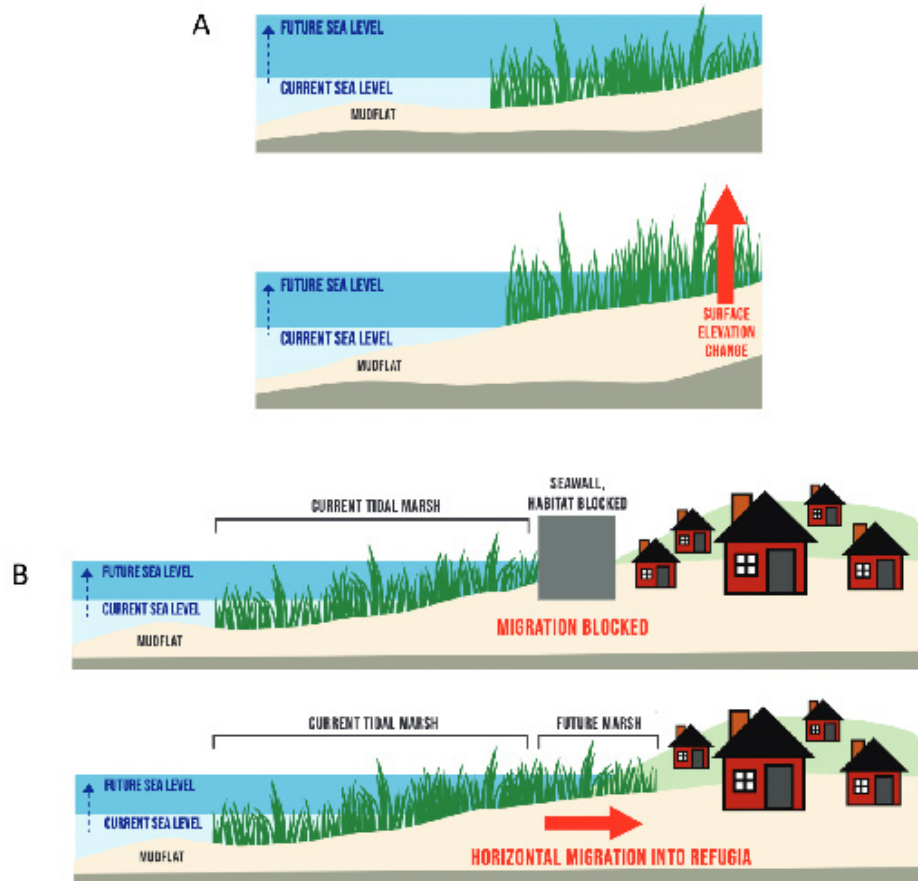 A
FUTURE SEA LEVEL
CURRENT SEA LEVEL
MUDFLAT
FUTURE SEA LEVEL
CURRENT SEA LEVEL
MUDFLAT
SURFACE
ELEVATION
CHANGE
B
CURRENT TIDAL MARSH
SEAWALL,
HABITAT BLOCKED
FUTURE SEA LEVEL
CURRENT SEA LEVEL
MUDFLAT
MIGRATION BLOCKED
CURRENT TIDAL MARSH
FUTURE MARSH
FUTURE SEA LEVEL
CURRENT SEA LEVEL
MUDFLAT
HORIZONTAL MIGRATION INTO REFUGIA